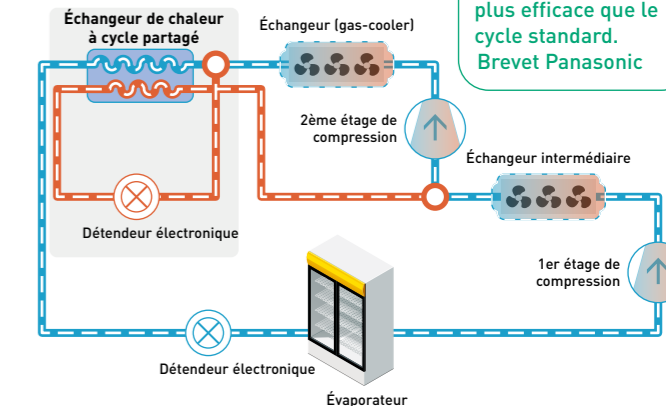 Échangeur de chaleur
à cycle partagé
Échangeur (gas-cooler)
plus efficace que le
cycle standard.
Brevet Panasonic
2ème étage de
compression
Échangeur intermédiaire
Détendeur électronique
1er étage de
compression
Détendeur électronique
Évaporateur